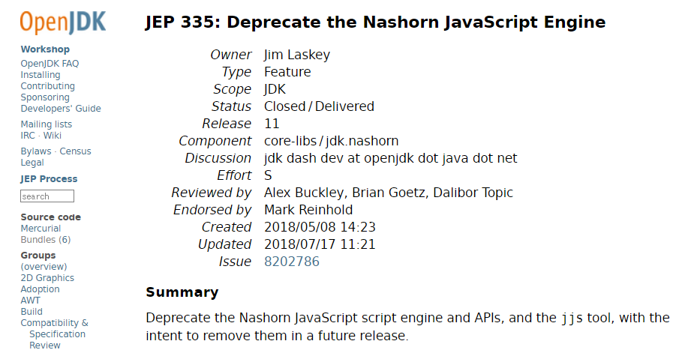 OpenJDK
Workshop
OpenJDK FAQ
Installing
Contributing
Sponsoring
Developers' Guide
Mailing lists
IRC · Wiki
Bylaws · Census
Legal
JEP Process
search
Source code
Mercurial
Bundles (6)
Groups
(overview)
2D Graphics
Adoption
AWT
Build
Compatibility &
Specification
Review
JEP 335: Deprecate the Nashorn JavaScript Engine
Owner Jim Laskey
Type Feature
Scope JDK
Status Closed / Delivered
Release 11
Component core-libs / jdk.nashorn
Discussion jdk dash dev at openjdk dot java dot net
Effort S
Reviewed by Alex Buckley, Brian Goetz, Dalibor Topic
Endorsed by Mark Reinhold
Created 2018/05/08 14:23
Updated 2018/07/17 11:21
Issue 8202786
Summary
Deprecate the Nashorn JavaScript script engine and APIs, and the jjs tool, with the
intent to remove them in a future release.